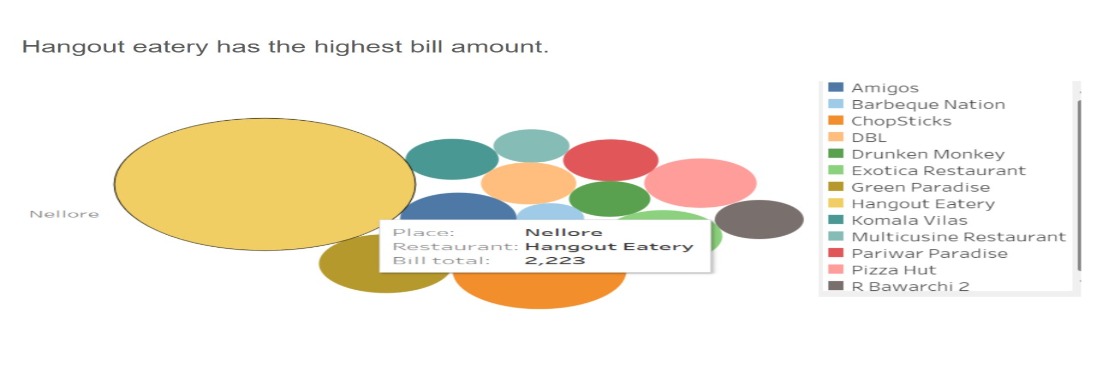 Hangout eatery has the highest bill amount.
Nellore
Place: Nellore
Restaurant: Hangout Eatery
Bill total: 2,223
Amigos
Barbeque Nation
ChopSticks
DBL
Drunken Monkey
Exotica Restaurant
Green Paradise
Hangout Eatery
Komala Vilas
Multicusine Restaurant
Pariwar Paradise
Pizza Hut
R Bawarchi 2